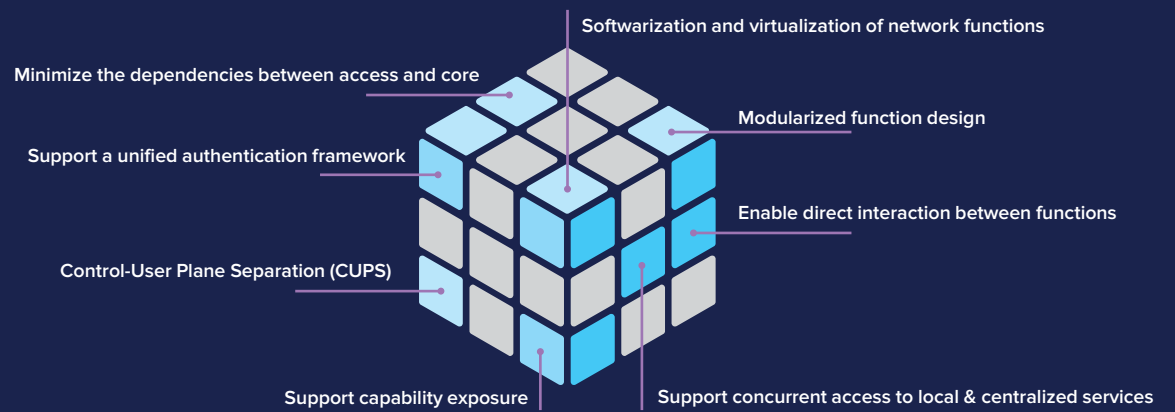 Softwarization and virtualization of network functions
Minimize the dependencies between access and core
Modularized function design
Support a unified authentication framework
Enable direct interaction between functions
Control-User Plane Separation (CUPS)
Support capability exposure
Support concurrent access to local & centralized services